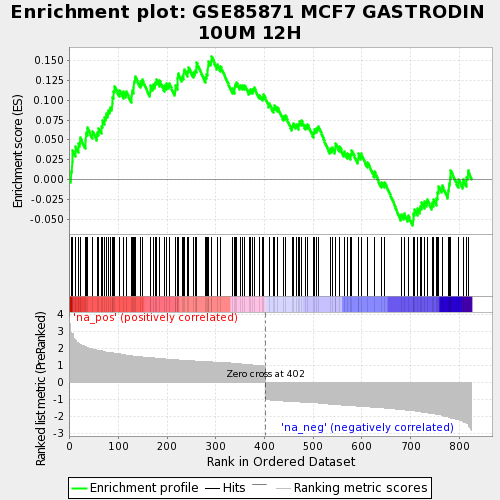 Enrichment plot: GSE85871 MCF7 GASTRODIN
10UM 12H
Enrichment score (ES)
0.150
0.125
0.100
0.075
0.050
0.025
0.000
-0.025
-0.050
'na_pos' (positively correlated)
Ranked list metric (PreRanked)
4
3
2
1
0
-1
-2
-3
Zero cross at 402
'na_neg' (negatively correlated)
0 100 200 300 400 500 600 700 800
Rank in Ordered Dataset
Enrichment profile Hits Ranking metric scores